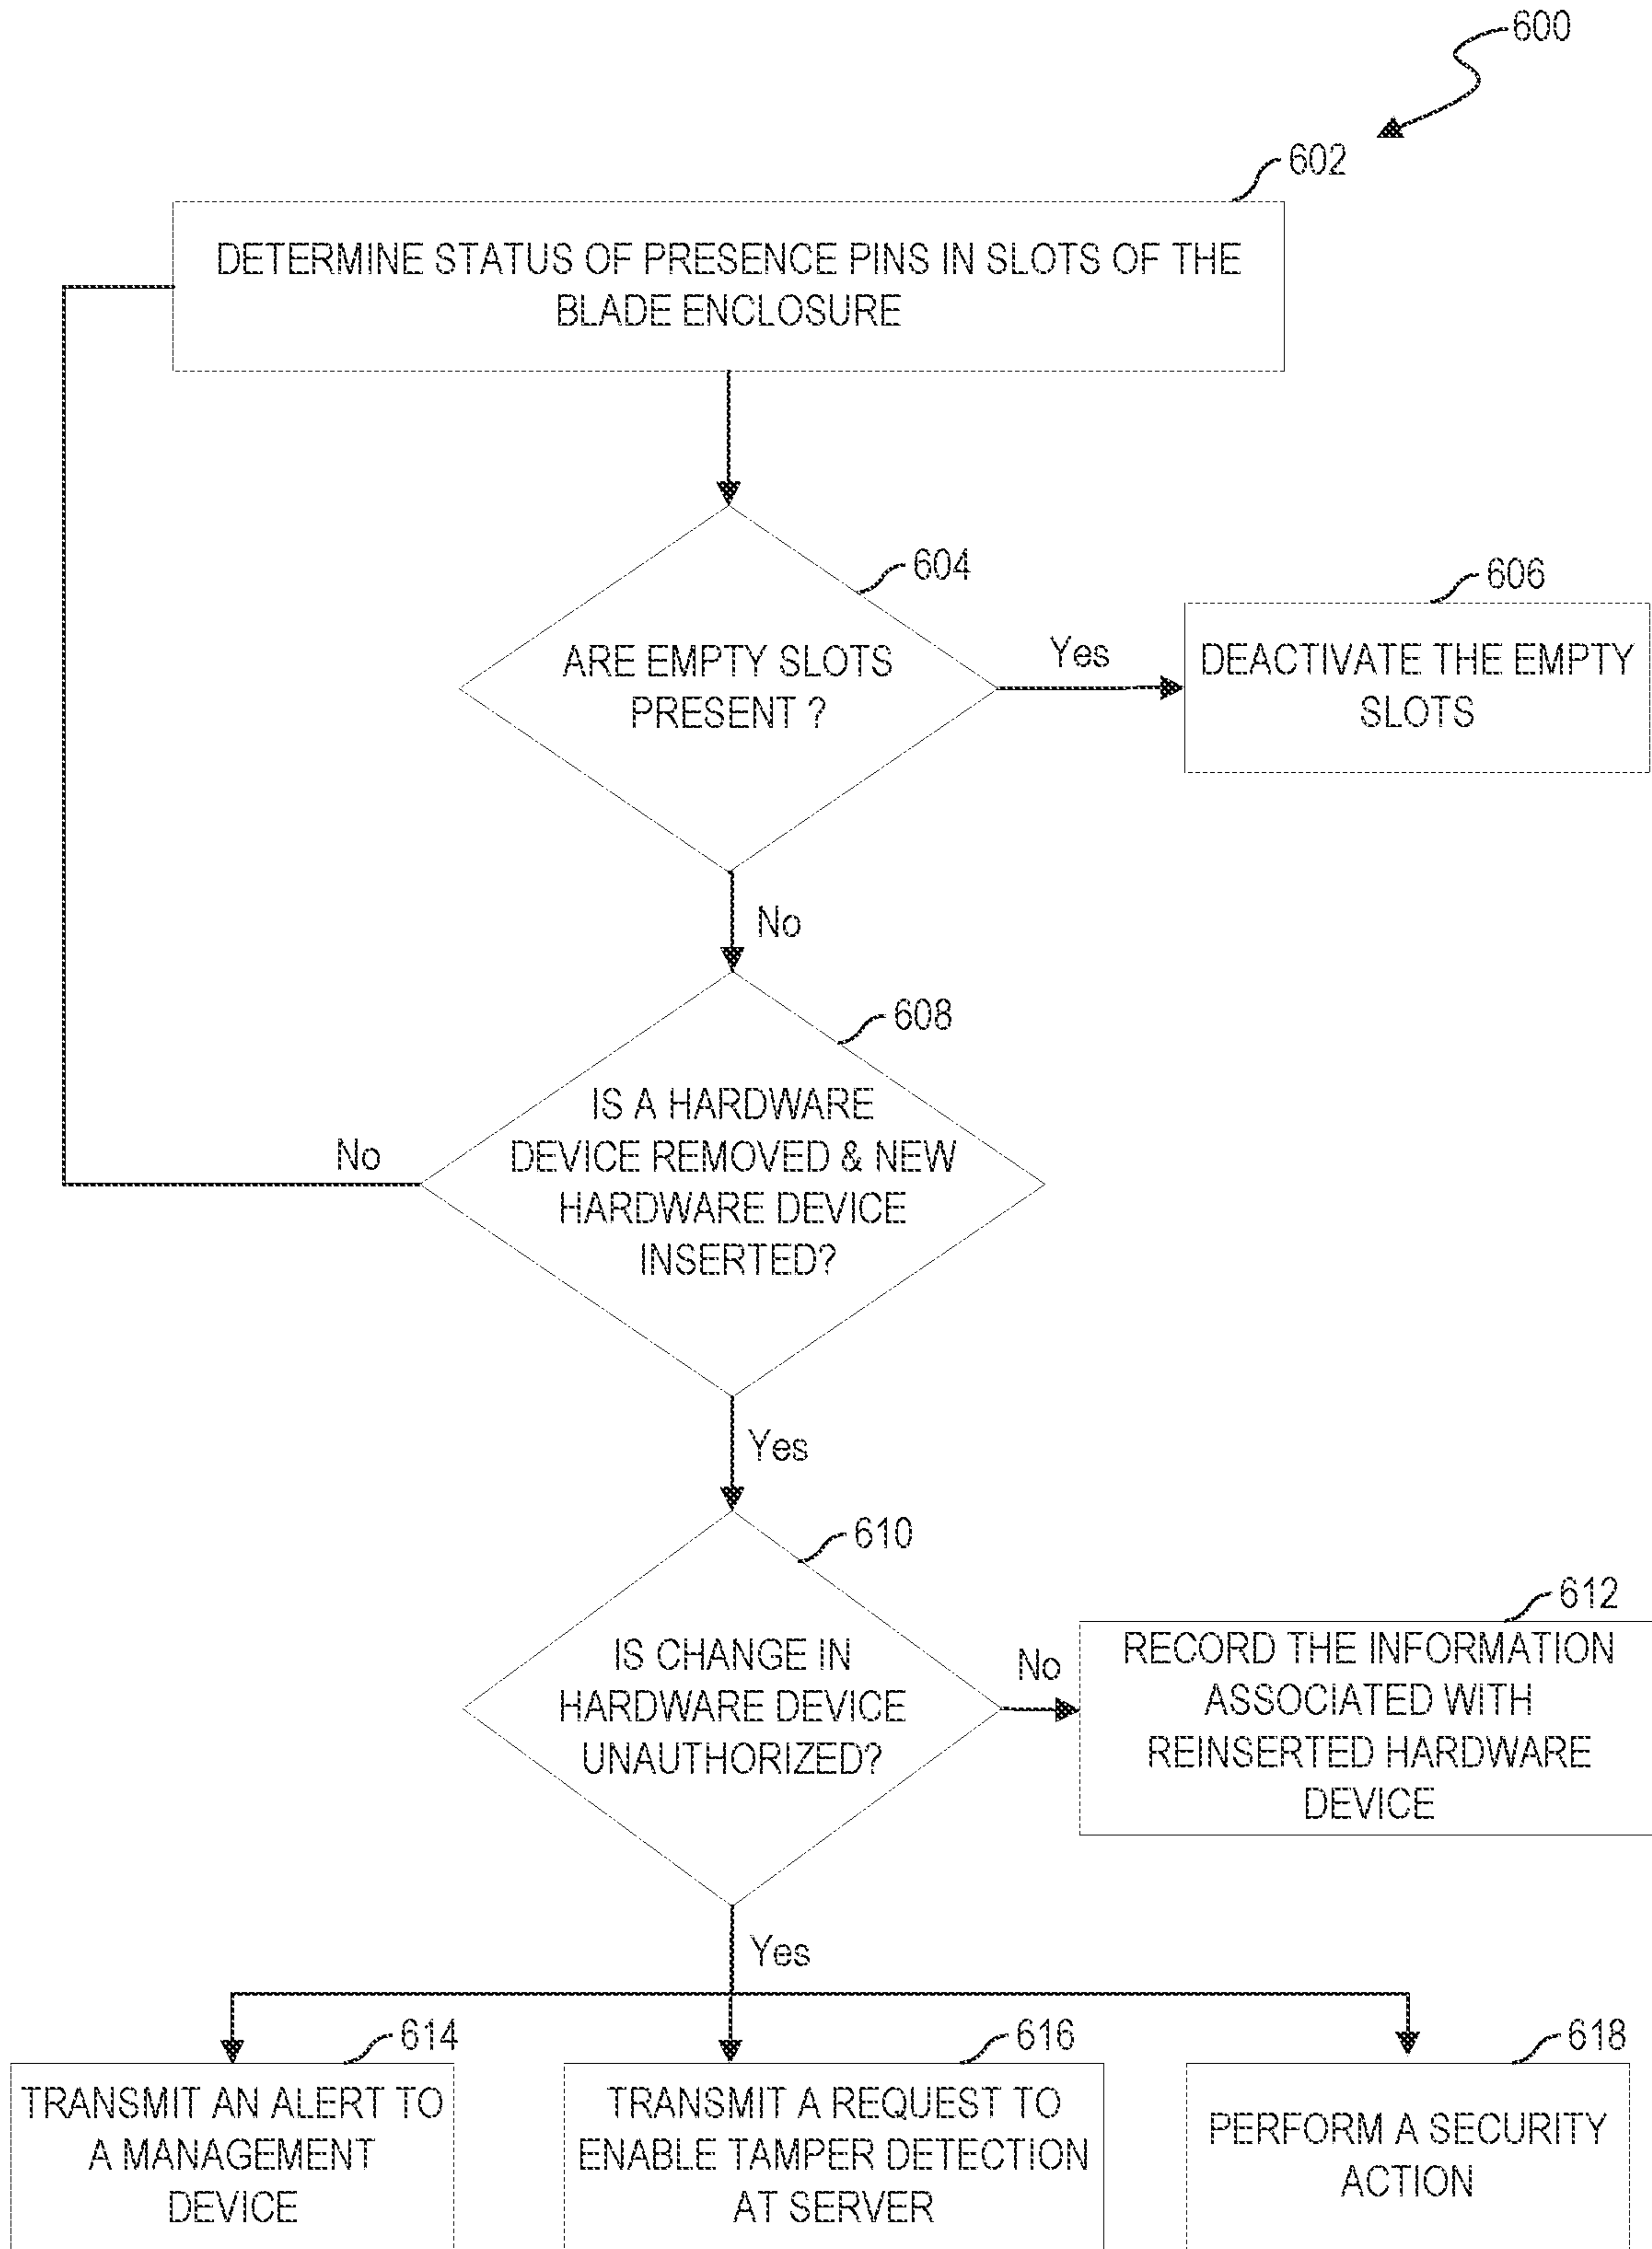 600
602
DETERMINE STATUS OF PRESENCE PINS IN SLOTS OF THE
BLADE ENCLOSURE
604
ARE EMPTY SLOTS
PRESENT ?
Yes
606
DEACTIVATE THE EMPTY
SLOTS
No
608
IS A HARDWARE
DEVICE REMOVED & NEW
HARDWARE DEVICE
INSERTED?
No
Yes
610
IS CHANGE IN
HARDWARE DEVICE
UNAUTHORIZED?
No
612
RECORD THE INFORMATION
ASSOCIATED WITH
REINSERTED HARDWARE
DEVICE
Yes
614
TRANSMIT AN ALERT TO
A MANAGEMENT
DEVICE
616
TRANSMIT A REQUEST TO
ENABLE TAMPER DETECTION
AT SERVER
618
PERFORM A SECURITY
ACTION